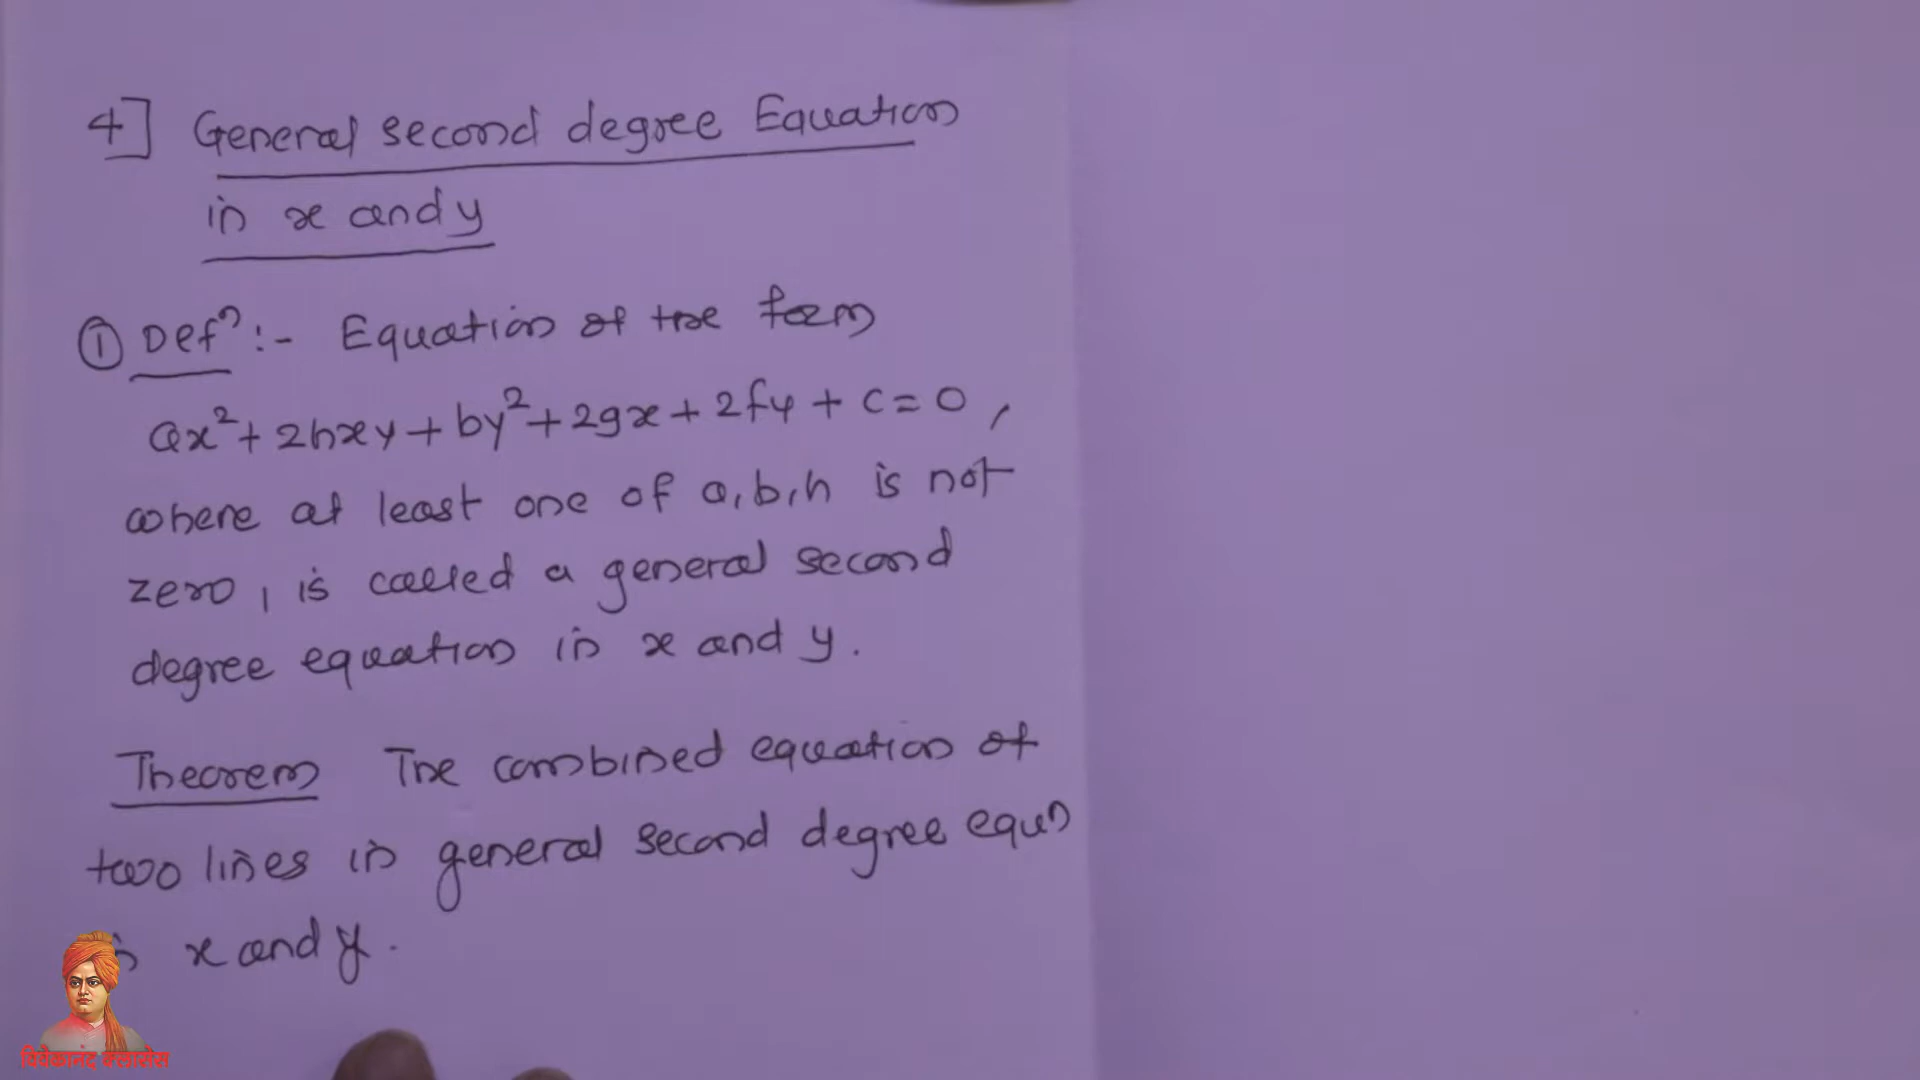 4] General second degree Equation
in x and y
① Defⁿ :- Equation of the form
ax²+2hxy+by²+2gx+2fy+c=0,
where at least one of a,b,h is not
zero, is called a general second
degree equation in x and y.
Theorem The combined equation of
two lines in general second degree equⁿ
x and y.
विवेकानंद क्लासेस